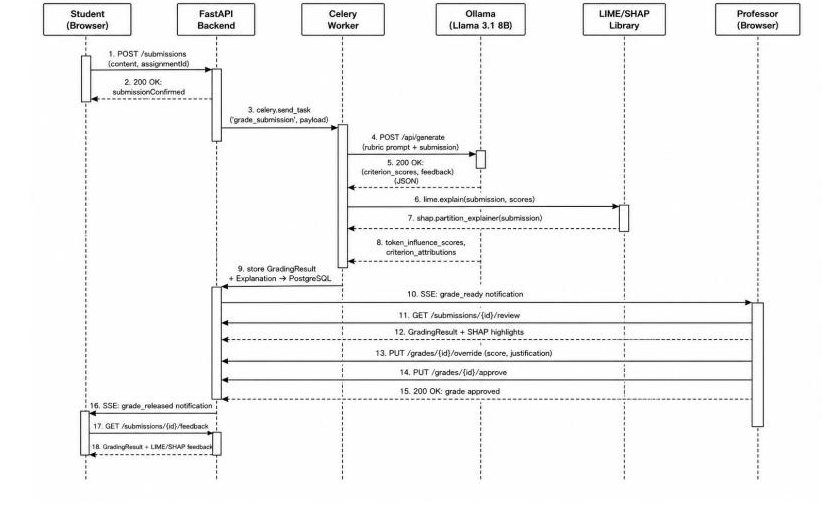 Student
(Browser)
FastAPI
Backend
Celery
Worker
Ollama
(Llama 3.1 8B)
LIME/SHAP
Library
Professor
(Browser)
1. POST /submissions
(content, assignmentId)
2. 200 OK:
submissionConfirmed
3. celery.send_task
('grade_submission', payload)
4. POST /api/generate
(rubric prompt + submission)
5. 200 OK:
(criterion_scores, feedback)
(JSON)
6. lime.explain(submission, scores)
7. shap.partition_explainer(submission)
8. token_influence_scores,
criterion_attributions
9. store GradingResult
+ Explanation → PostgreSQL
10. SSE: grade_ready notification
11. GET /submissions/{id}/review
12. GradingResult + SHAP highlights
13. PUT /grades/{id}/override (score, justification)
14. PUT /grades/{id}/approve
15. 200 OK: grade approved
16. SSE: grade_released notification
17. GET /submissions/{id}/feedback
18. GradingResult + LIME/SHAP feedback